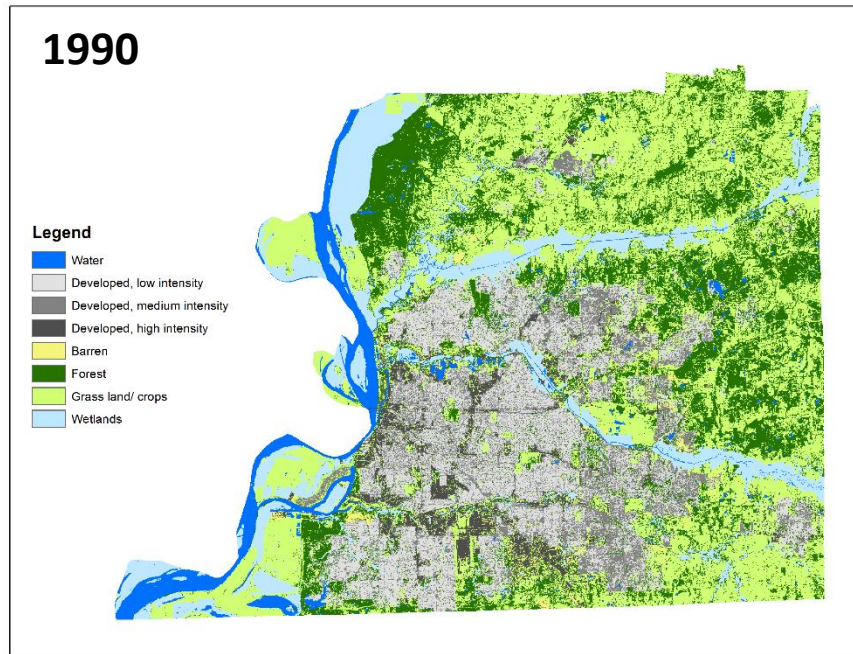 1990
Legend
Water
Developed, low intensity
Developed, medium intensity
Developed, high intensity
Barren
Forest
Grass land/ crops
Wetlands